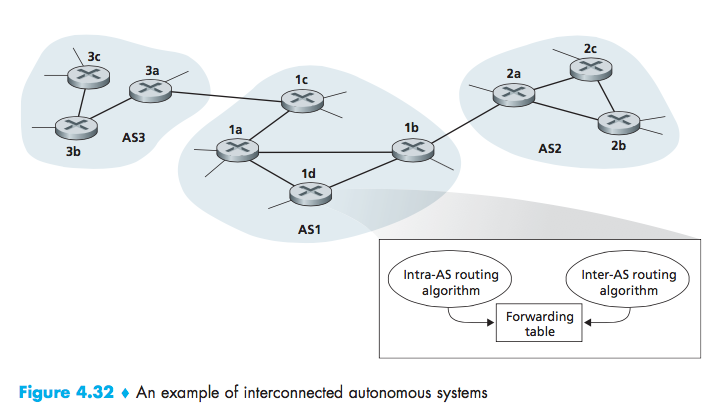 3c
3a
3b
AS3
1c
1a
1b
1d
AS1
2c
2a
2b
AS2
Intra-AS routing
algorithm
Inter-AS routing
algorithm
Forwarding
table
Figure 4.32 ♦ An example of interconnected autonomous systems